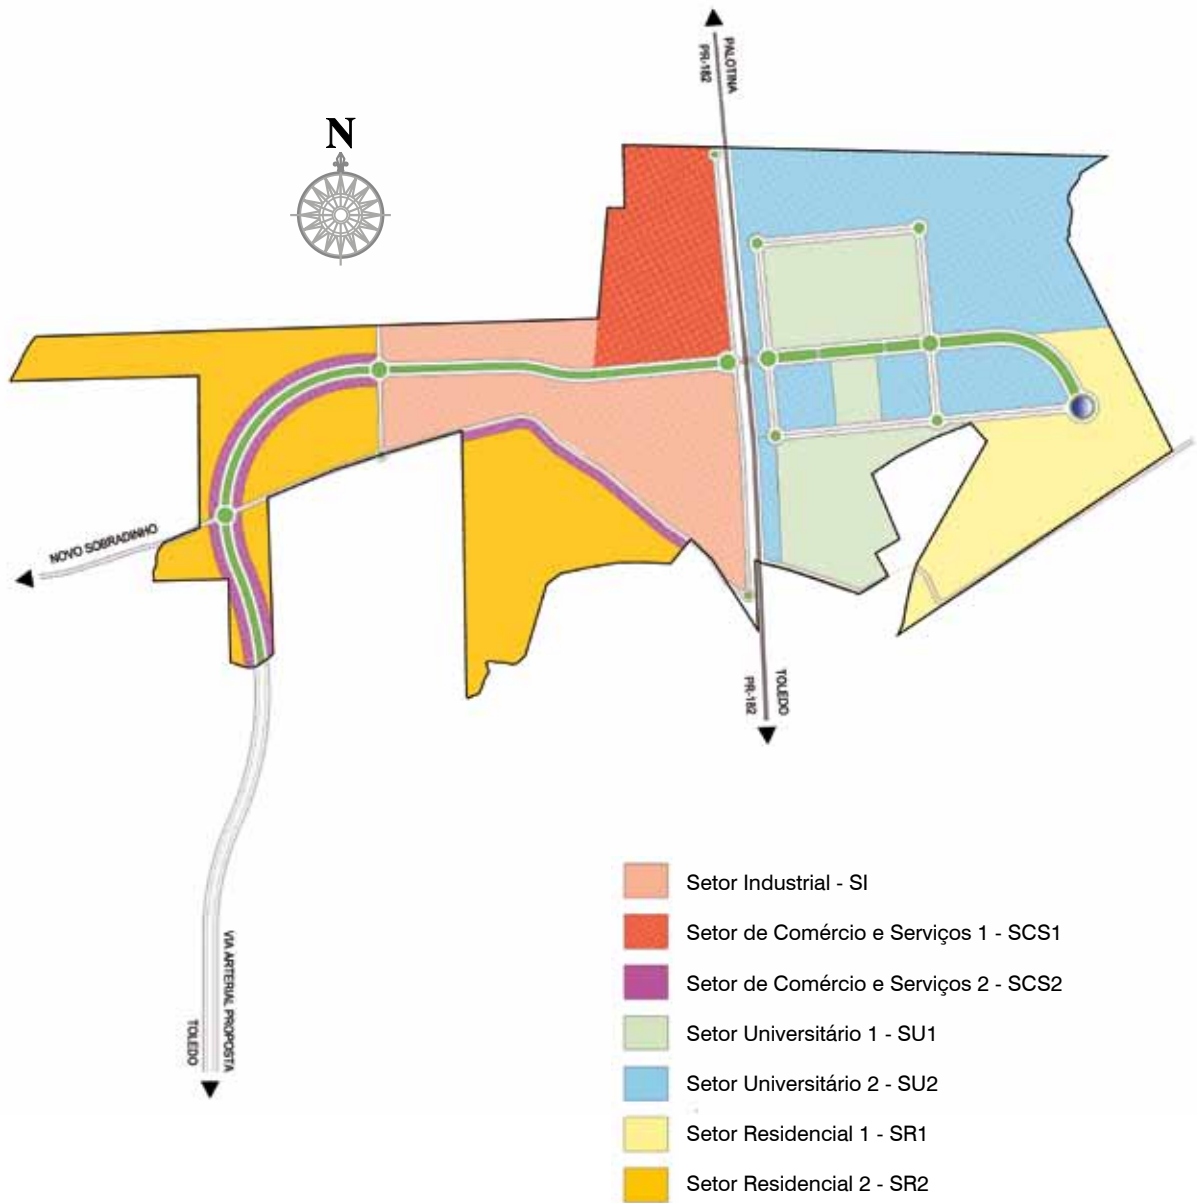 PALOTINA
PR-182
N
NOVO SOBRADINHO
TOLEDO
PR-182
VIA ARTERIAL PROPOSTA
TOLEDO
Setor Industrial - SI
Setor de Comércio e Serviços 1 - SCS1
Setor de Comércio e Serviços 2 - SCS2
Setor Universitário 1 - SU1
Setor Universitário 2 - SU2
Setor Residencial 1 - SR1
Setor Residencial 2 - SR2